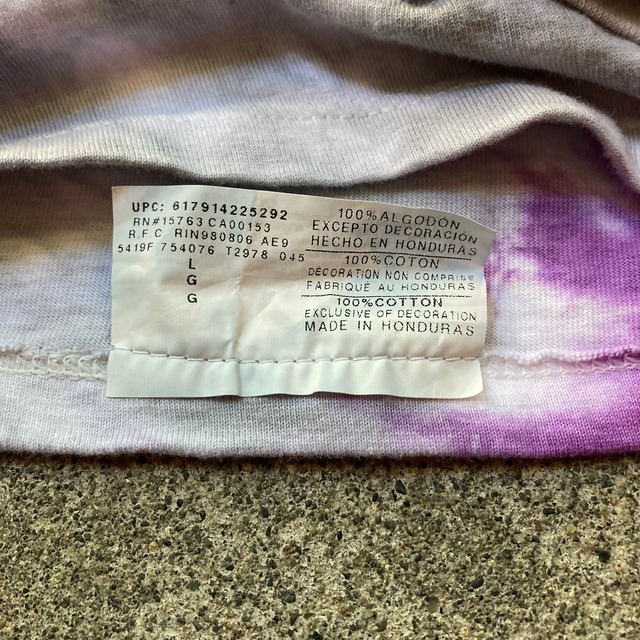 UPC: 617914225292
RN#15763 CA00153
R.F.C RIN980806 AE9
5419F 754076 T2978 045
L
G
G
100%ALGODÓN
EXCEPTO DECORACIÓN
HECHO EN HONDURAS
100%COTON
DÉCORATION NON COMPRISE
FABRIQUÉ AU HONDURAS
100%COTTON
EXCLUSIVE OF DECORATION
MADE IN HONDURAS